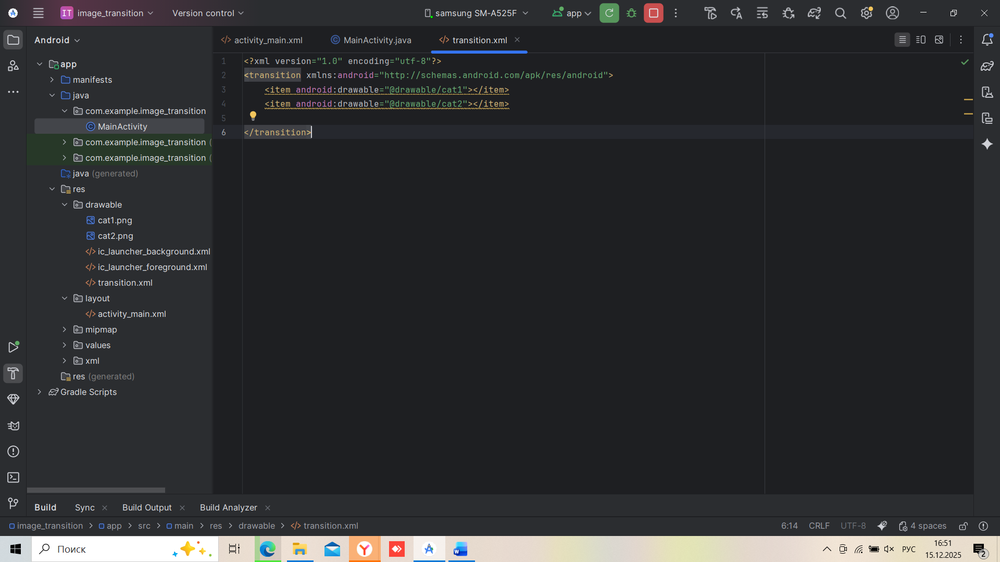 IT image_transition Version control samsung SM-A525F app
Android
activity_main.xml MainActivity.java transition.xml
app
manifests
java
com.example.image_transition
MainActivity
com.example.image_transition (
com.example.image_transition (
java (generated)
res
drawable
cat1.png
cat2.png
ic_launcher_background.xml
ic_launcher_foreground.xml
transition.xml
layout
activity_main.xml
mipmap
values
xml
res (generated)
Gradle Scripts
1 <?xml version="1.0" encoding="utf-8"?>
2 <transition xmlns:android="http://schemas.android.com/apk/res/android">
3 <item android:drawable="@drawable/cat1"></item>
4 <item android:drawable="@drawable/cat2"></item>
5
6 </transition>
Build Sync Build Output Build Analyzer
image_transition > app > src > main > res > drawable > transition.xml 6:14 CRLF UTF-8 4 spaces
Поиск
РУС
16:51
15.12.2025
2